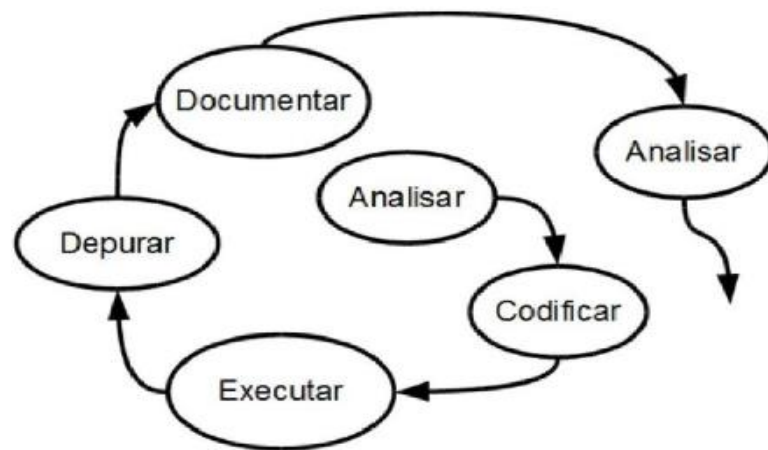 Documentar
Analisar
Analisar
Depurar
Codificar
Executar